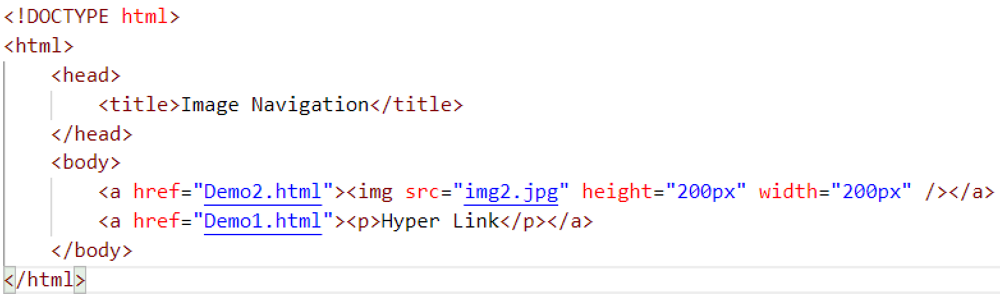 <!DOCTYPE html>
<html>
    <head>
        <title>Image Navigation</title>
    </head>
    <body>
        <a href="Demo2.html"><img src="img2.jpg" height="200px" width="200px" /></a>
        <a href="Demo1.html"><p>Hyper Link</p></a>
    </body>
</html>